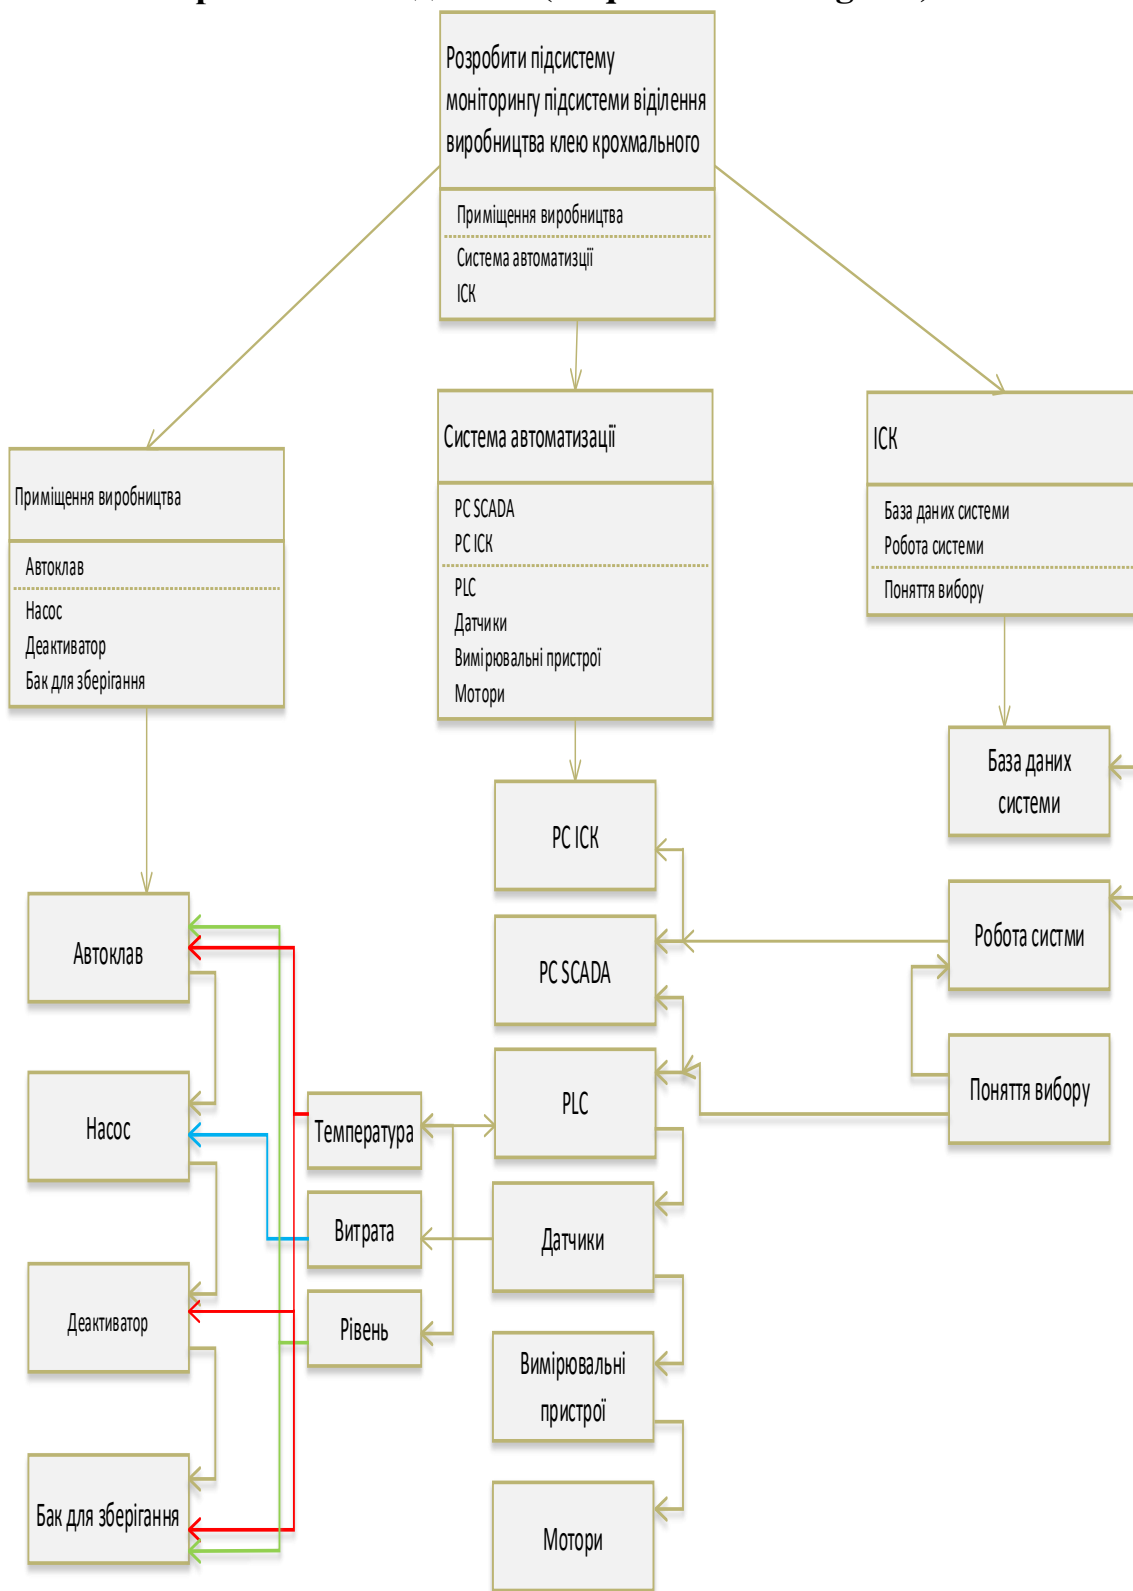 Розробити підсистему
моніторингу підсистеми віділення
виробництва клею крохмального
Приміщення виробництва
Система автоматизції
ІСК
Приміщення виробництва
Автоклав
Насос
Деактиватор
Бак для зберігання
Система автоматизації
PC SCADA
PC ІСК
PLC
Датчики
Вимірювальні пристрої
Мотори
ІСК
База даних системи
Робота системи
Поняття вибору
База даних
системи
PC ІСК
Автоклав
PC SCADA
Робота систми
Насос
Температура
PLC
Поняття вибору
Витрата
Датчики
Деактиватор
Рівень
Вимірювальні
пристрої
Бак для зберігання
Мотори